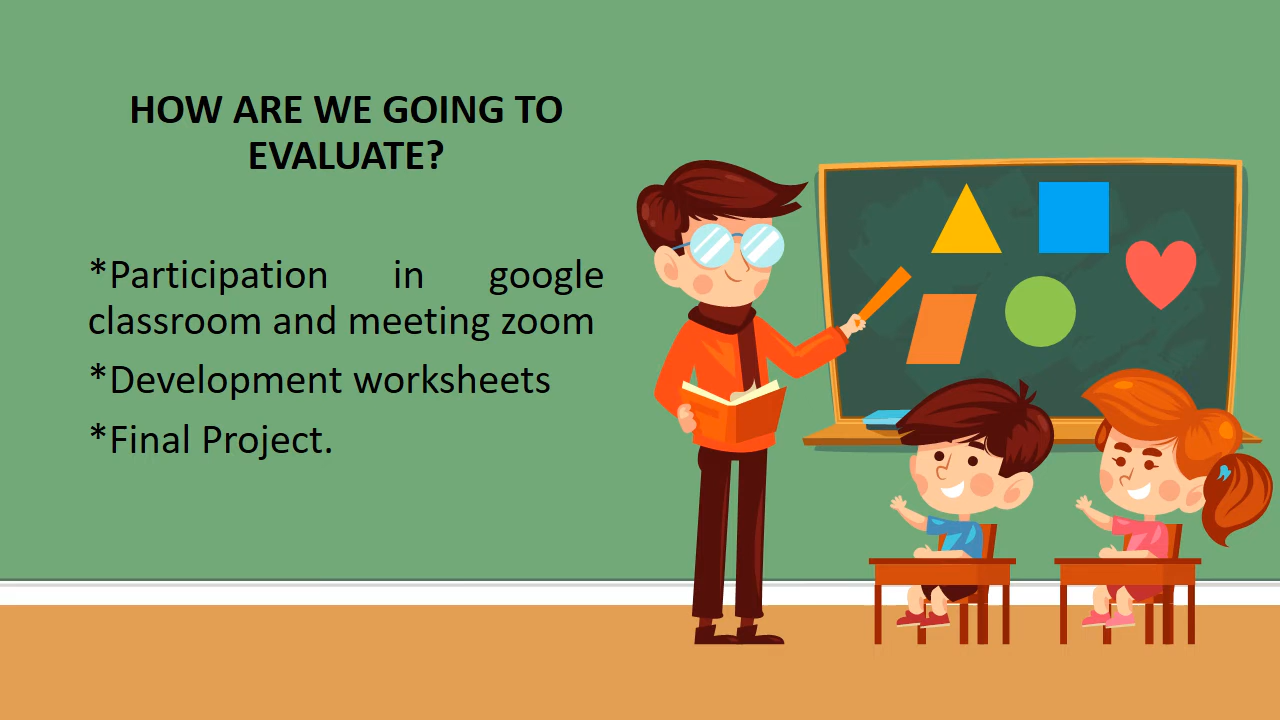 HOW ARE WE GOING TO
EVALUATE?
*Participation in google
classroom and meeting zoom
*Development worksheets
*Final Project.